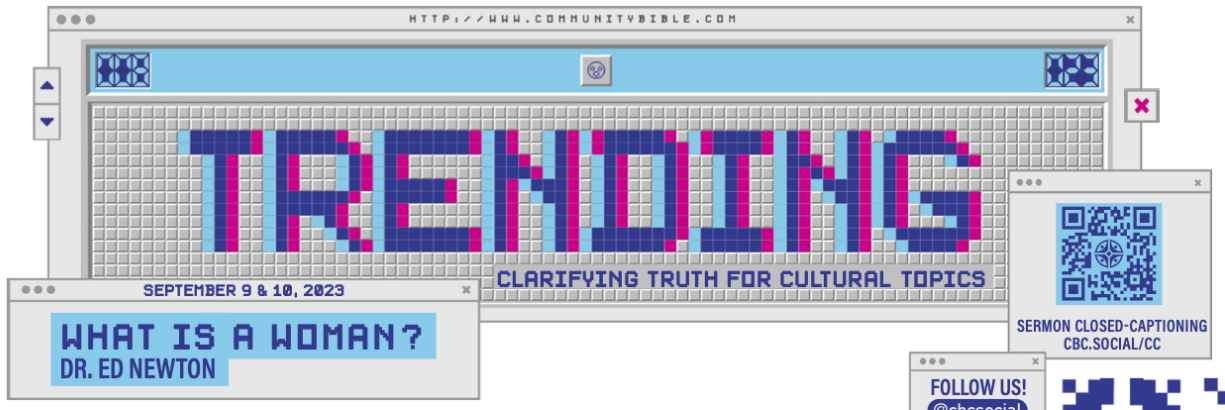 HTTP://WWW.COMMUNITYBIBLE.COM
TRENDING
CLARIFYING TRUTH FOR CULTURAL TOPICS
SEPTEMBER 9 & 10, 2023
WHAT IS A WOMAN?
DR. ED NEWTON
SERMON CLOSED-CAPTIONING
CBC.SOCIAL/CC
FOLLOW US!
@cbcsocial